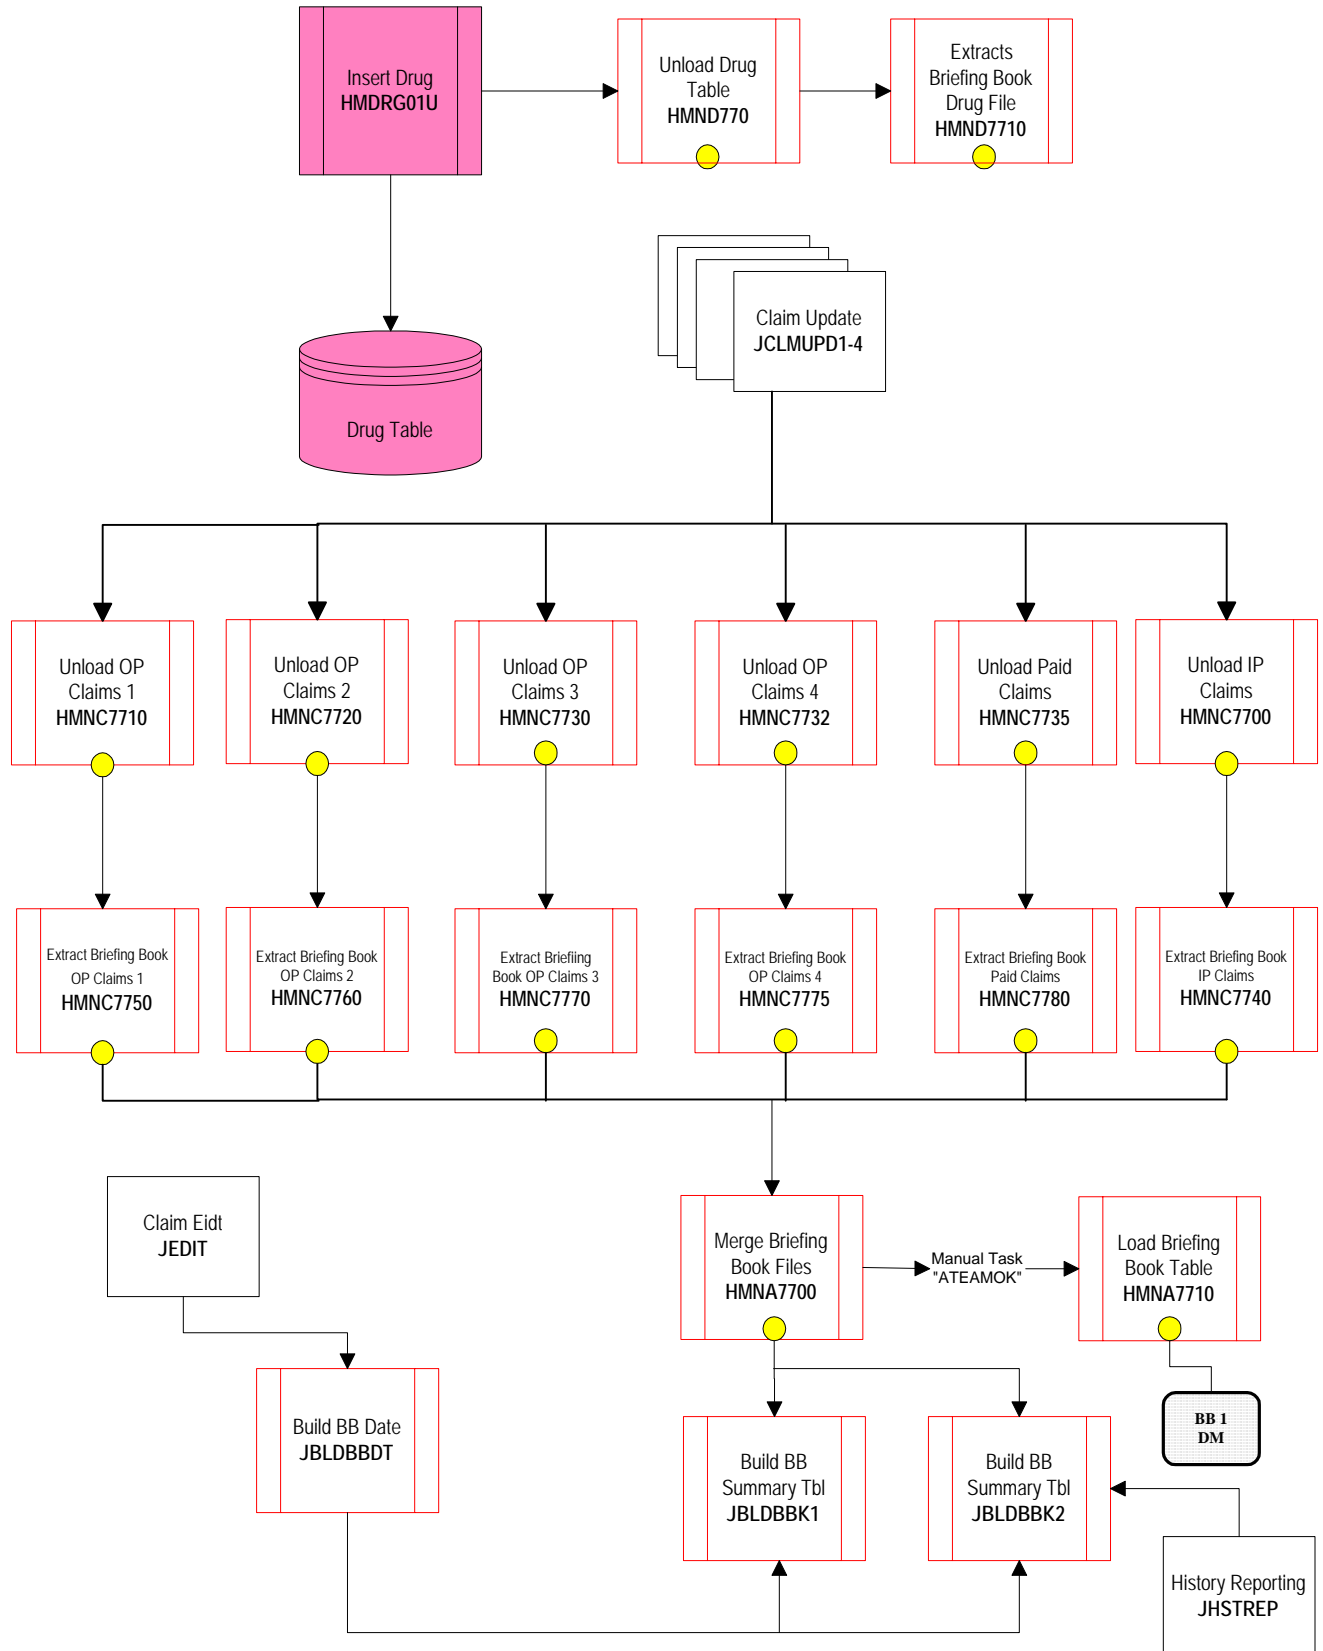 Insert Drug
HMDRG01U
Unload Drug
Table
HMND770
Extracts
Briefing Book
Drug File
HMND7710
Claim Update
JCLMUPD1-4
Drug Table
Unload OP
Claims 1
HMNC7710
Unload OP
Claims 2
HMNC7720
Unload OP
Claims 3
HMNC7730
Unload OP
Claims 4
HMNC7732
Unload Paid
Claims
HMNC7735
Unload IP
Claims
HMNC7700
Extract Briefing Book
OP Claims 1
HMNC7750
Extract Briefing Book
OP Claims 2
HMNC7760
Extract Briefiing
Book OP Claims 3
HMNC7770
Extract Briefing Book
OP Claims 4
HMNC7775
Extract Briefing Book
Paid Claims
HMNC7780
Extract Briefing Book
IP Claims
HMNC7740
Claim Eidt
JEDIT
Merge Briefing
Book Files
HMNA7700
Manual Task
"ATEAMOK"
Load Briefing
Book Table
HMNA7710
Build BB Date
JBLDBBDT
Build BB
Summary Tbl
JBLDBBK1
Build BB
Summary Tbl
JBLDBBK2
BB 1
DM
History Reporting
JHSTREP